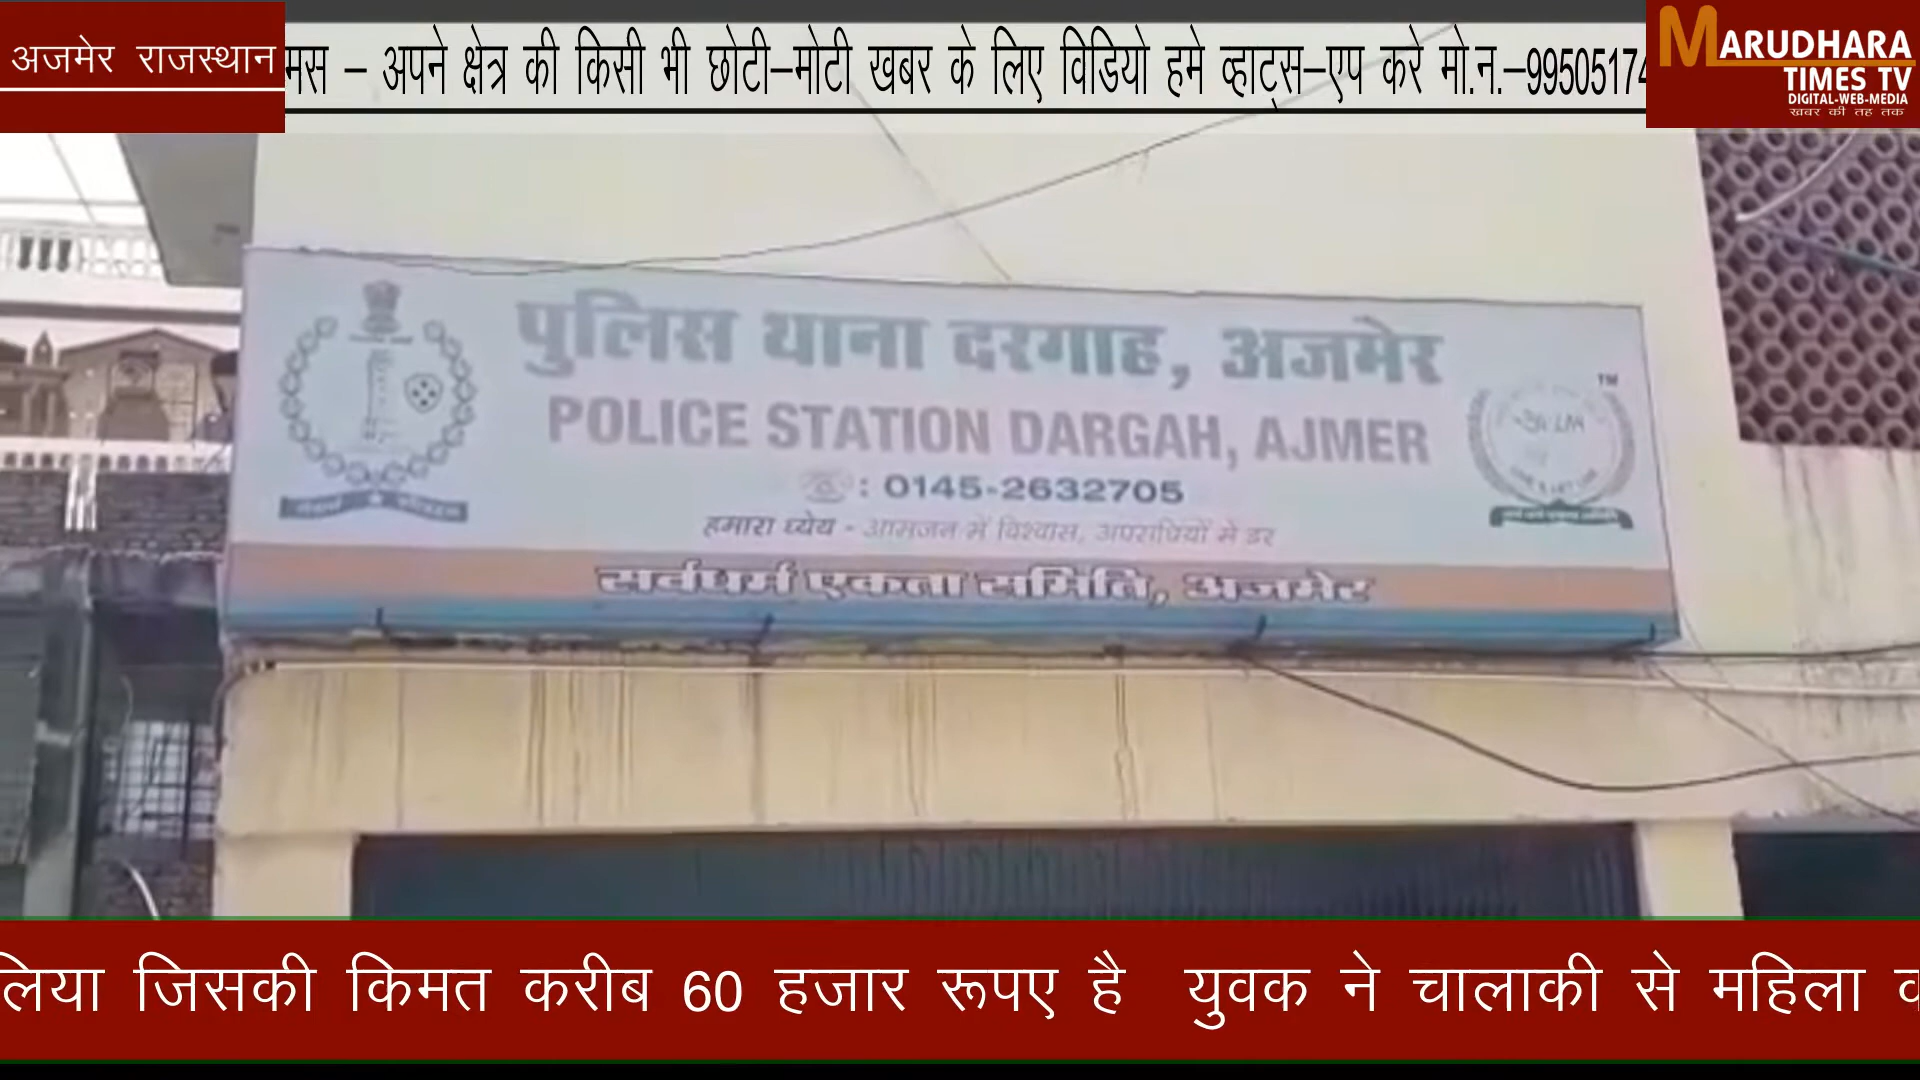 अजमेर राजस्थान
मस – अपने क्षेत्र की किसी भी छोटी–मोटी खबर के लिए विडियो हमे व्हाट्स–एप करे मो.न.–99505174
MARUDHARA
TIMES TV
DIGITAL-WEB-MEDIA
खबर की तह तक
पुलिस थाना दरगाह, अजमेर
POLICE STATION DARGAH, AJMER
: 0145-2632705
हमारा ध्येय - आमजन में विश्वास, अपराधियों में डर
सर्वधर्म एकता समिति, अजमेर
TM
लिया जिसकी किमत करीब 60 हजार रूपए है युवक ने चालाकी से महिला